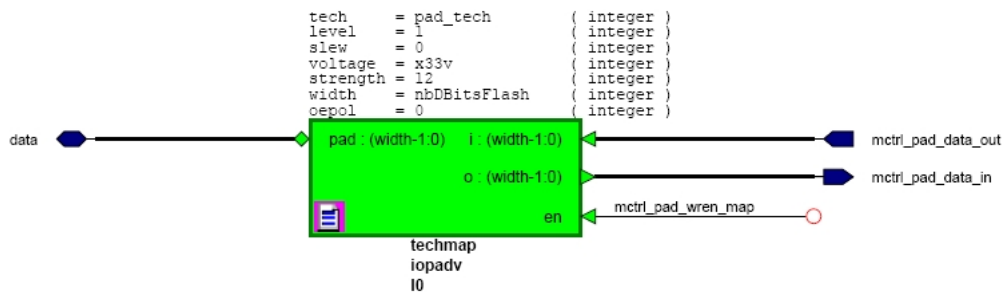 tech = pad_tech ( integer )
level = 1 ( integer )
slew = 0 ( integer )
voltage = x33v ( integer )
strength = 12 ( integer )
width = nbDBitsFlash ( integer )
oepol = 0 ( integer )
data pad : (width-1:0) i : (width-1:0) mctrl_pad_data_out
o : (width-1:0) mctrl_pad_data_in
en mctrl_pad_wren_map
techmap
iopadv
I0